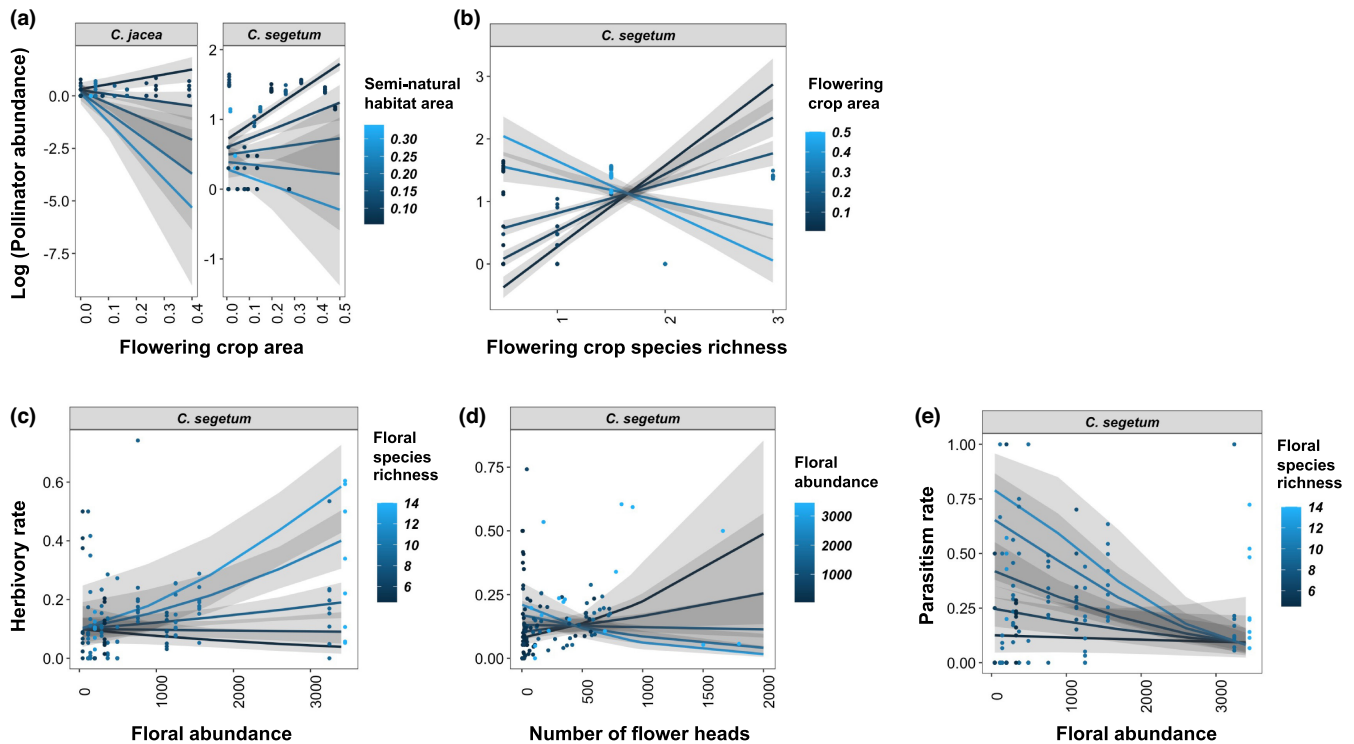 (a)
C. jacea
C. segetum
Log (Pollinator abundance)
0.0
-2.5
-5.0
-7.5
2
1
0
-1
0.0
0.1
0.2
0.3
0.4
0.0
0.1
0.2
0.3
0.4
0.5
Flowering crop area
Semi-natural
habitat area
0.30
0.25
0.20
0.15
0.10
(b)
C. segetum
3
2
1
0
1
2
3
Flowering crop species richness
Flowering
crop area
0.5
0.4
0.3
0.2
0.1
(c)
C. segetum
Herbivory rate
0.6
0.4
0.2
0.0
0
1000
2000
3000
Floral abundance
Floral
species
richness
14
12
10
8
6
(d)
C. segetum
0.75
0.50
0.25
0.00
0
500
1000
1500
2000
Number of flower heads
Floral
abundance
3000
2000
1000
(e)
C. segetum
Parasitism rate
1.00
0.75
0.50
0.25
0.00
0
1000
2000
3000
Floral abundance
Floral
species
richness
14
12
10
8
6